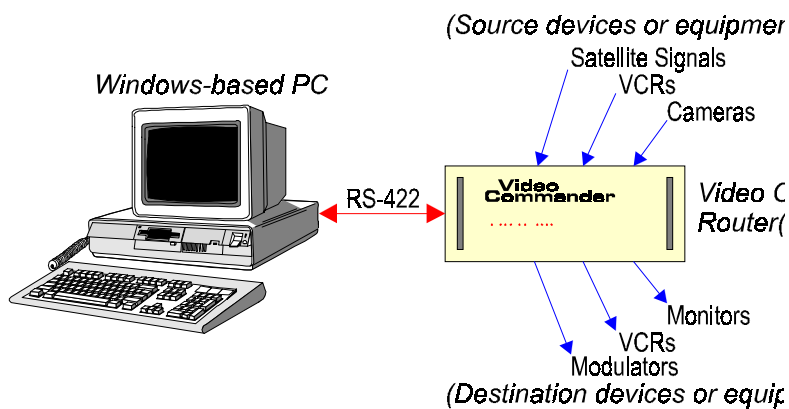 (Source devices or equipmen
Satellite Signals
VCRs
Cameras
Windows-based PC
RS-422
Video
Commander
Video C
Router(
Monitors
VCRs
Modulators
(Destination devices or equip